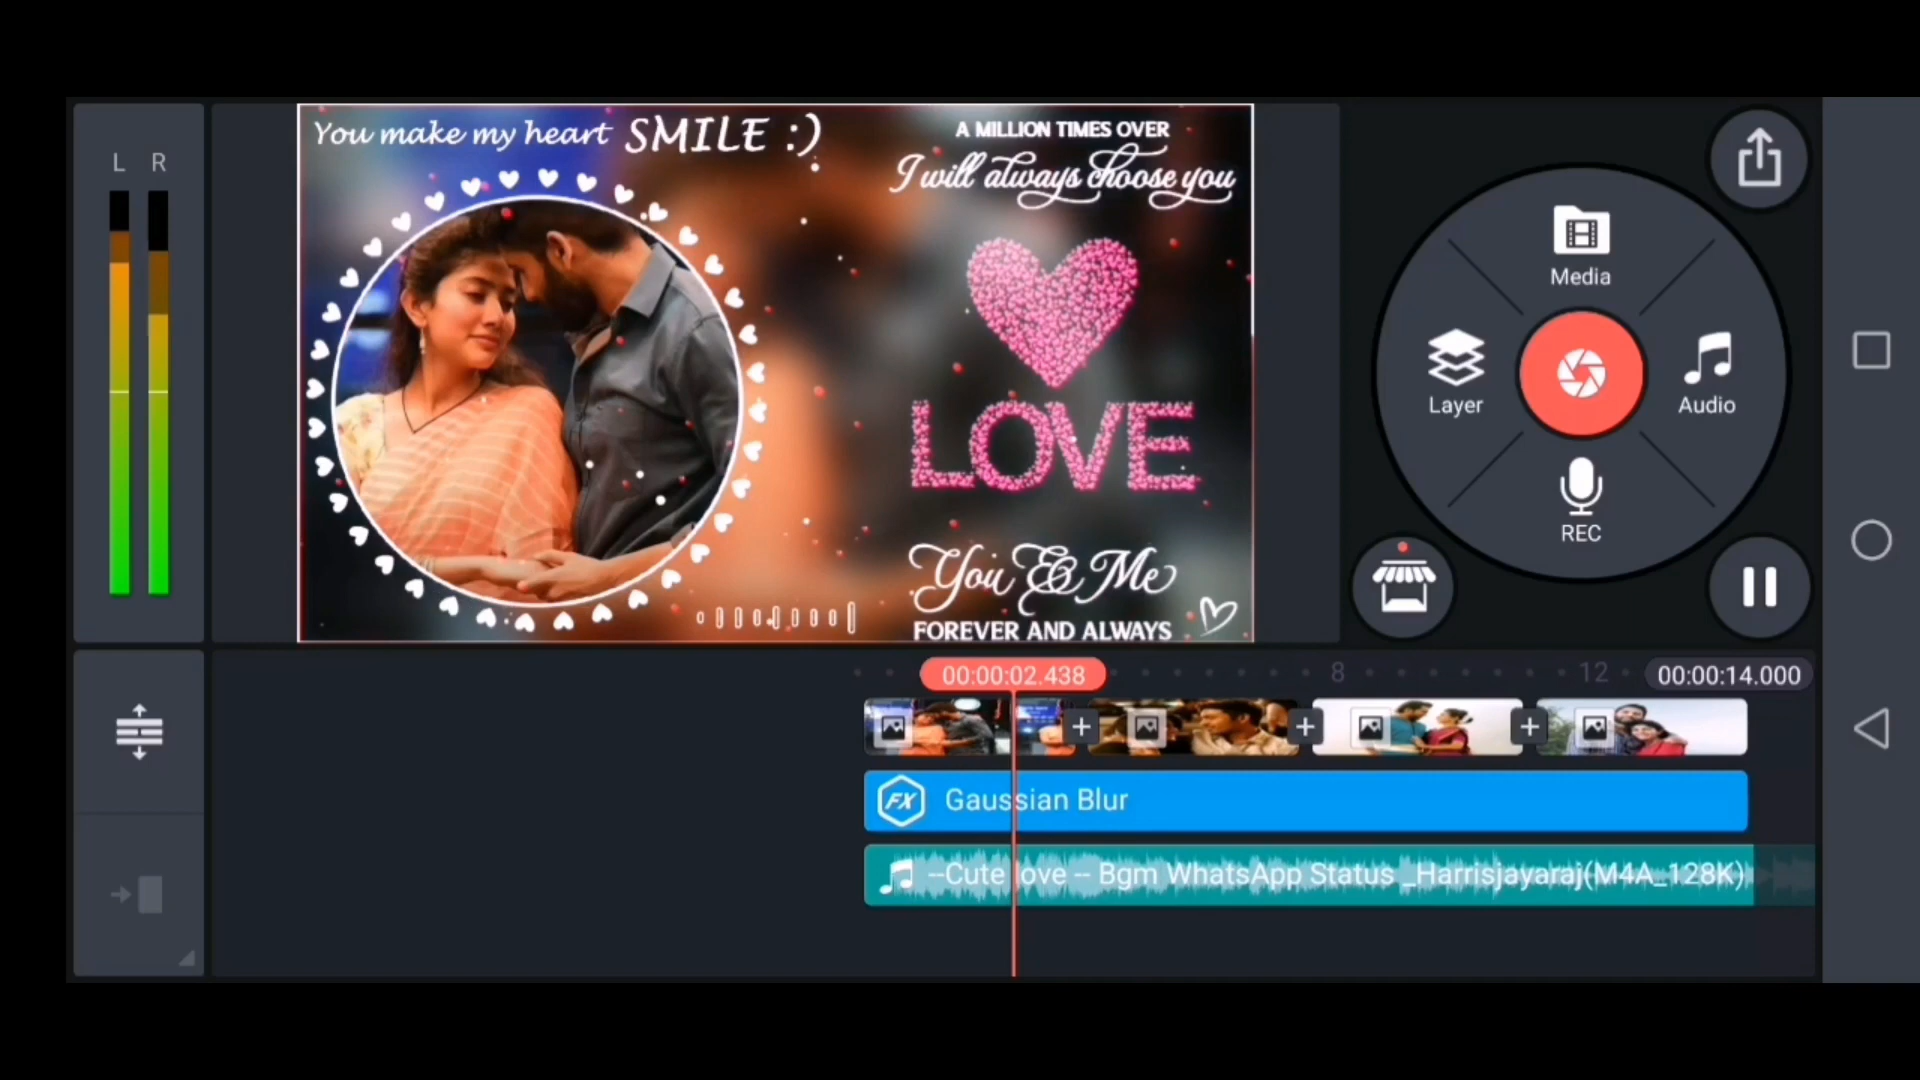 L R
You make my heart SMILE :)
A MILLION TIMES OVER
I will always choose you
LOVE
You & Me
FOREVER AND ALWAYS
Media
Layer
Audio
REC
00:00:02.438
8
12
00:00:14.000
FX Gaussian Blur
--Cute love -- Bgm WhatsApp Status _Harrisjayaraj(M4A_128K)